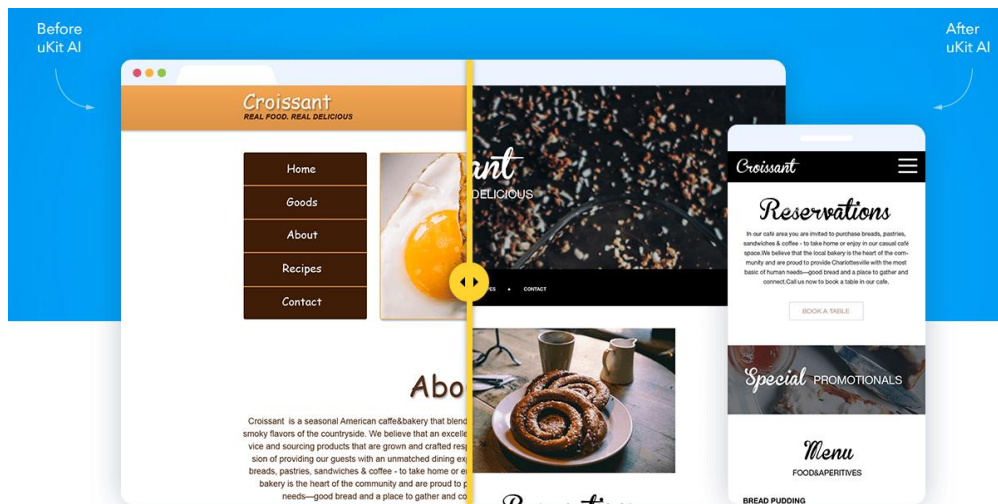 Before
uKit AI
After
uKit AI
Croissant
REAL FOOD. REAL DELICIOUS
Home
Goods
About
Recipes
Contact
Abo
Croissant is a seasonal American caffe&bakery that blend
smoky flavors of the countryside. We believe that an excelle
vice and sourcing products that are grown and crafted resp
sion of providing our guests with an unmatched dining ex
breads, pastries, sandwiches & coffee - to take home or e
bakery is the heart of the community and are proud to p
needs—good bread and a place to gather and co
ant
DELICIOUS
PES • CONTACT
Croissant
Reservations
In our café area you are invited to purchase breads, pastries,
sandwiches & coffee - to take home or enjoy in our casual café
space.We believe that the local bakery is the heart of the com-
munity and are proud to provide Charlottesville with the most
basic of human needs—good bread and a place to gather and
connect.Call us now to book a table in our cafe.
BOOK A TABLE
Special PROMOTIONALS
Menu
FOOD&APERITIVES
BREAD PUDDING